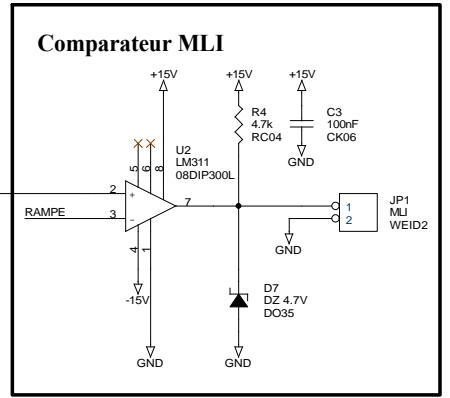 Comparateur MLI
+15V
+15V
+15V
R4
4.7k
RC04
C3
100nF
CK06
GND
U2
LM311
08DIP300L
5
6
8
2
+
7
RAMPE
3
-
4
1
-15V
1
2
JP1
MLI
WEID2
GND
D7
DZ 4.7V
DO35
GND
GND